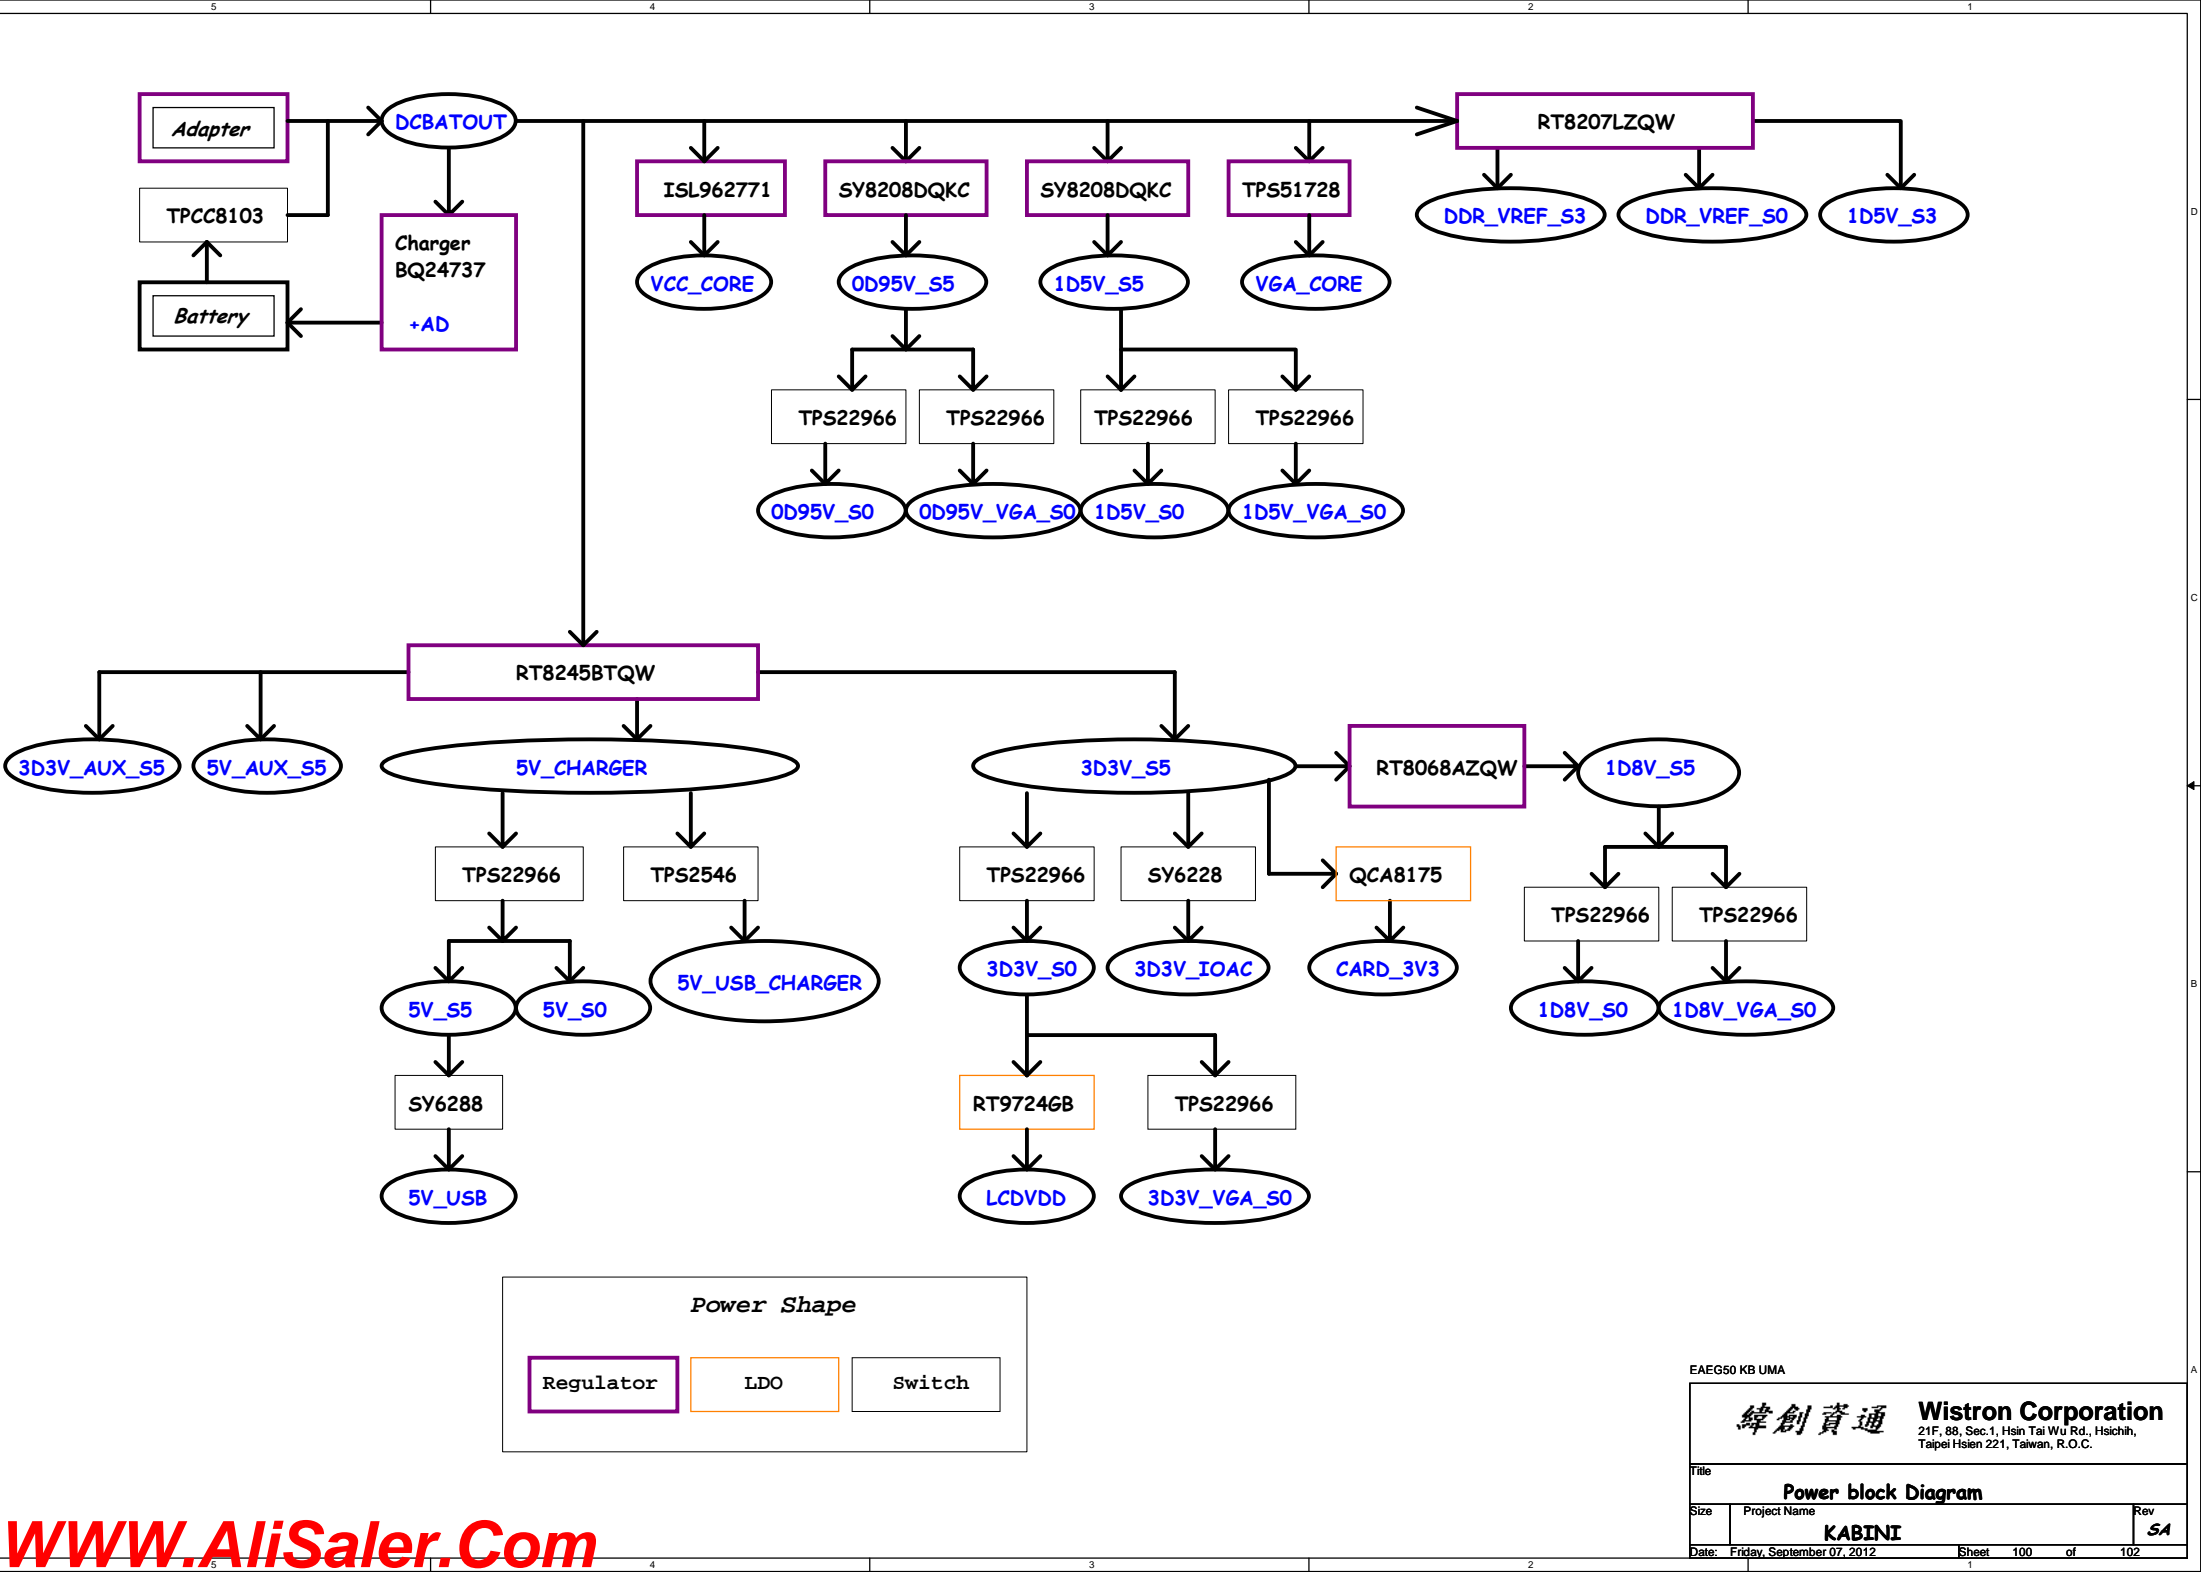 5 4 3 2 1
Adapter
DCBATOUT
RT8207LZQW
TPCC8103
ISL962771
SY8208DQKC
SY8208DQKC
TPS51728
DDR_VREF_S3
DDR_VREF_S0
1D5V_S3
D
Charger
BQ24737
+AD
Battery
VCC_CORE
0D95V_S5
1D5V_S5
VGA_CORE
TPS22966
TPS22966
TPS22966
TPS22966
0D95V_S0
0D95V_VGA_S0
1D5V_S0
1D5V_VGA_S0
C
RT8245BTQW
3D3V_AUX_S5
5V_AUX_S5
5V_CHARGER
3D3V_S5
RT8068AZQW
1D8V_S5
TPS22966
TPS2546
TPS22966
SY6228
QCA8175
TPS22966
TPS22966
5V_S5
5V_S0
5V_USB_CHARGER
3D3V_S0
3D3V_IOAC
CARD_3V3
1D8V_S0
1D8V_VGA_S0
B
SY6288
RT9724GB
TPS22966
5V_USB
LCDVDD
3D3V_VGA_S0
Power Shape
Regulator
LDO
Switch
A
EAEG50 KB UMA
緯創資通
Wistron Corporation
21F, 88, Sec.1, Hsin Tai Wu Rd., Hsichih,
Taipei Hsien 221, Taiwan, R.O.C.
Title
Power block Diagram
Size
Project Name
Rev
KABINI
SA
Date: Friday, September 07, 2012
Sheet 100 of 102
WWW.AliSaler.Com
5 4 3 2 1